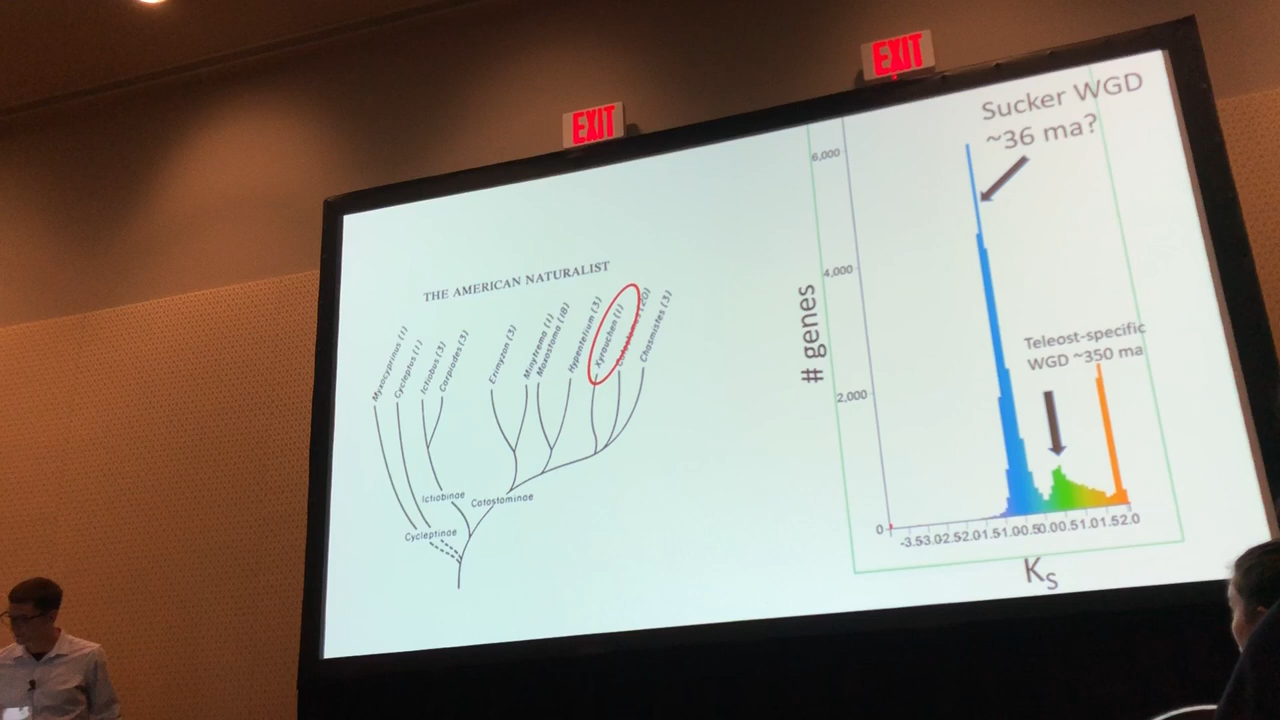 EXIT
EXIT
THE AMERICAN NATURALIST
Myxocyprinus (1)
Cycleptus (1)
Ictiobus (3)
Carpiodes (3)
Erimyzon (3)
Minytrema (1)
Moxostoma (18)
Hypentelium (3)
Xyrauchen (1)
Catostomus (20)
Chasmistes (3)
Ictiobinae
Catostominae
Cycleptinae
Sucker WGD
~36 ma?
6,000
4,000
# genes
Teleost-specific
WGD ~350 ma
2,000
0
-3.53.02.52.01.51.00.50.00.51.01.52.0
Ks